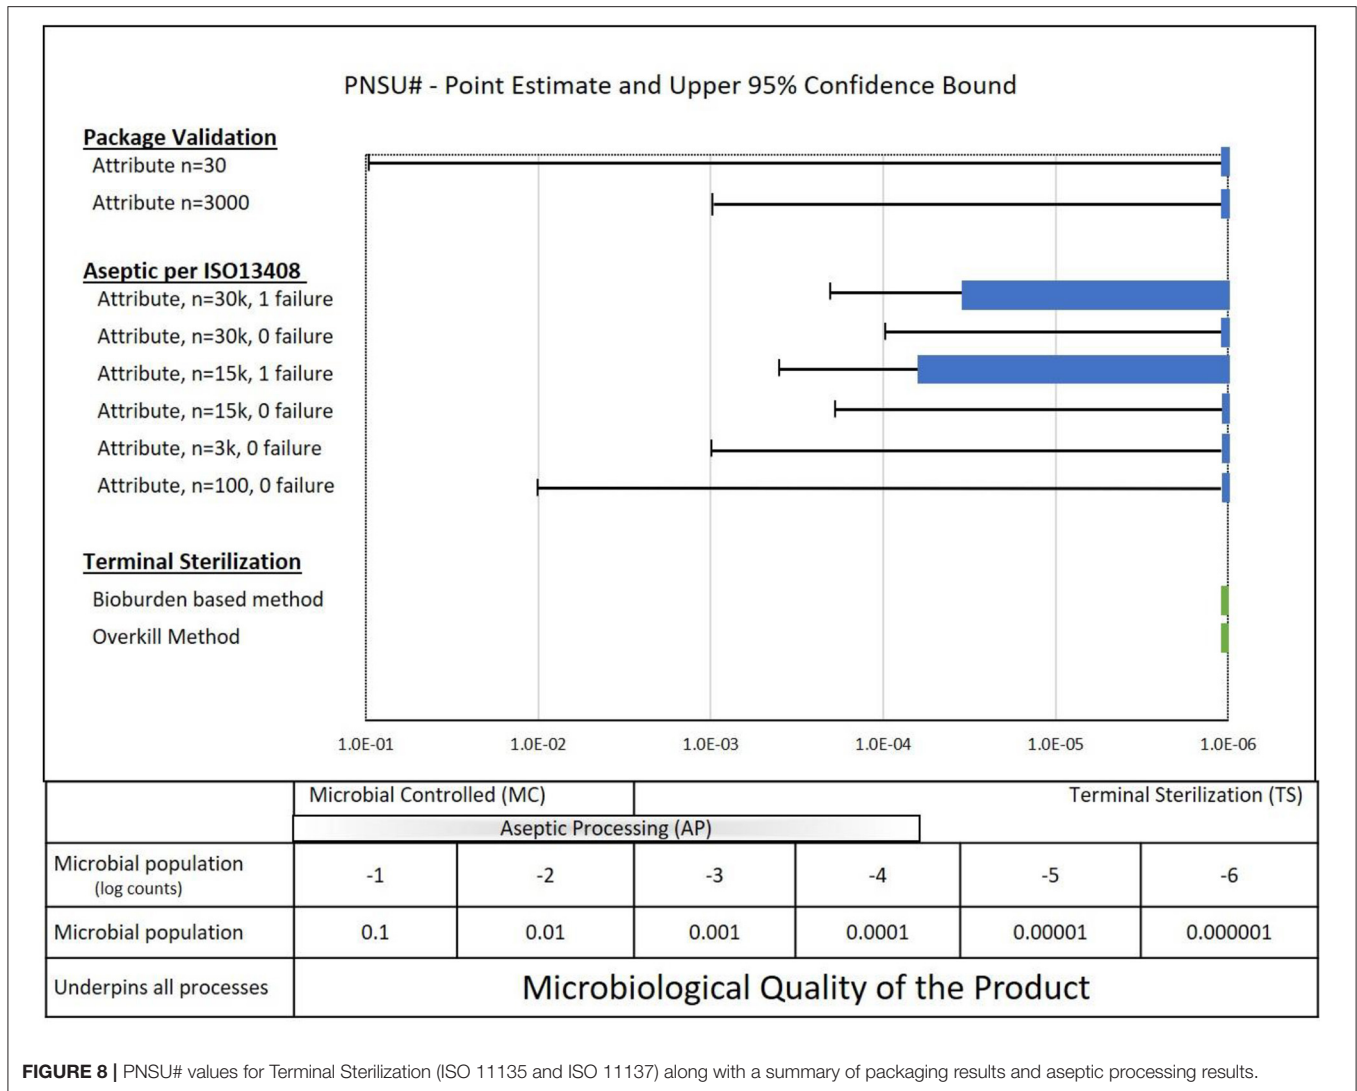 PNSU# - Point Estimate and Upper 95% Confidence Bound
Package Validation
Attribute n=30
Attribute n=3000
Aseptic per ISO13408
Attribute, n=30k, 1 failure
Attribute, n=30k, 0 failure
Attribute, n=15k, 1 failure
Attribute, n=15k, 0 failure
Attribute, n=3k, 0 failure
Attribute, n=100, 0 failure
Terminal Sterilization
Bioburden based method
Overkill Method
1.0E-01 1.0E-02 1.0E-03 1.0E-04 1.0E-05 1.0E-06
Microbial Controlled (MC) Terminal Sterilization (TS)
Aseptic Processing (AP)
Microbial population
(log counts) -1 -2 -3 -4 -5 -6
Microbial population 0.1 0.01 0.001 0.0001 0.00001 0.000001
Underpins all processes Microbiological Quality of the Product
FIGURE 8 | PNSU# values for Terminal Sterilization (ISO 11135 and ISO 11137) along with a summary of packaging results and aseptic processing results.